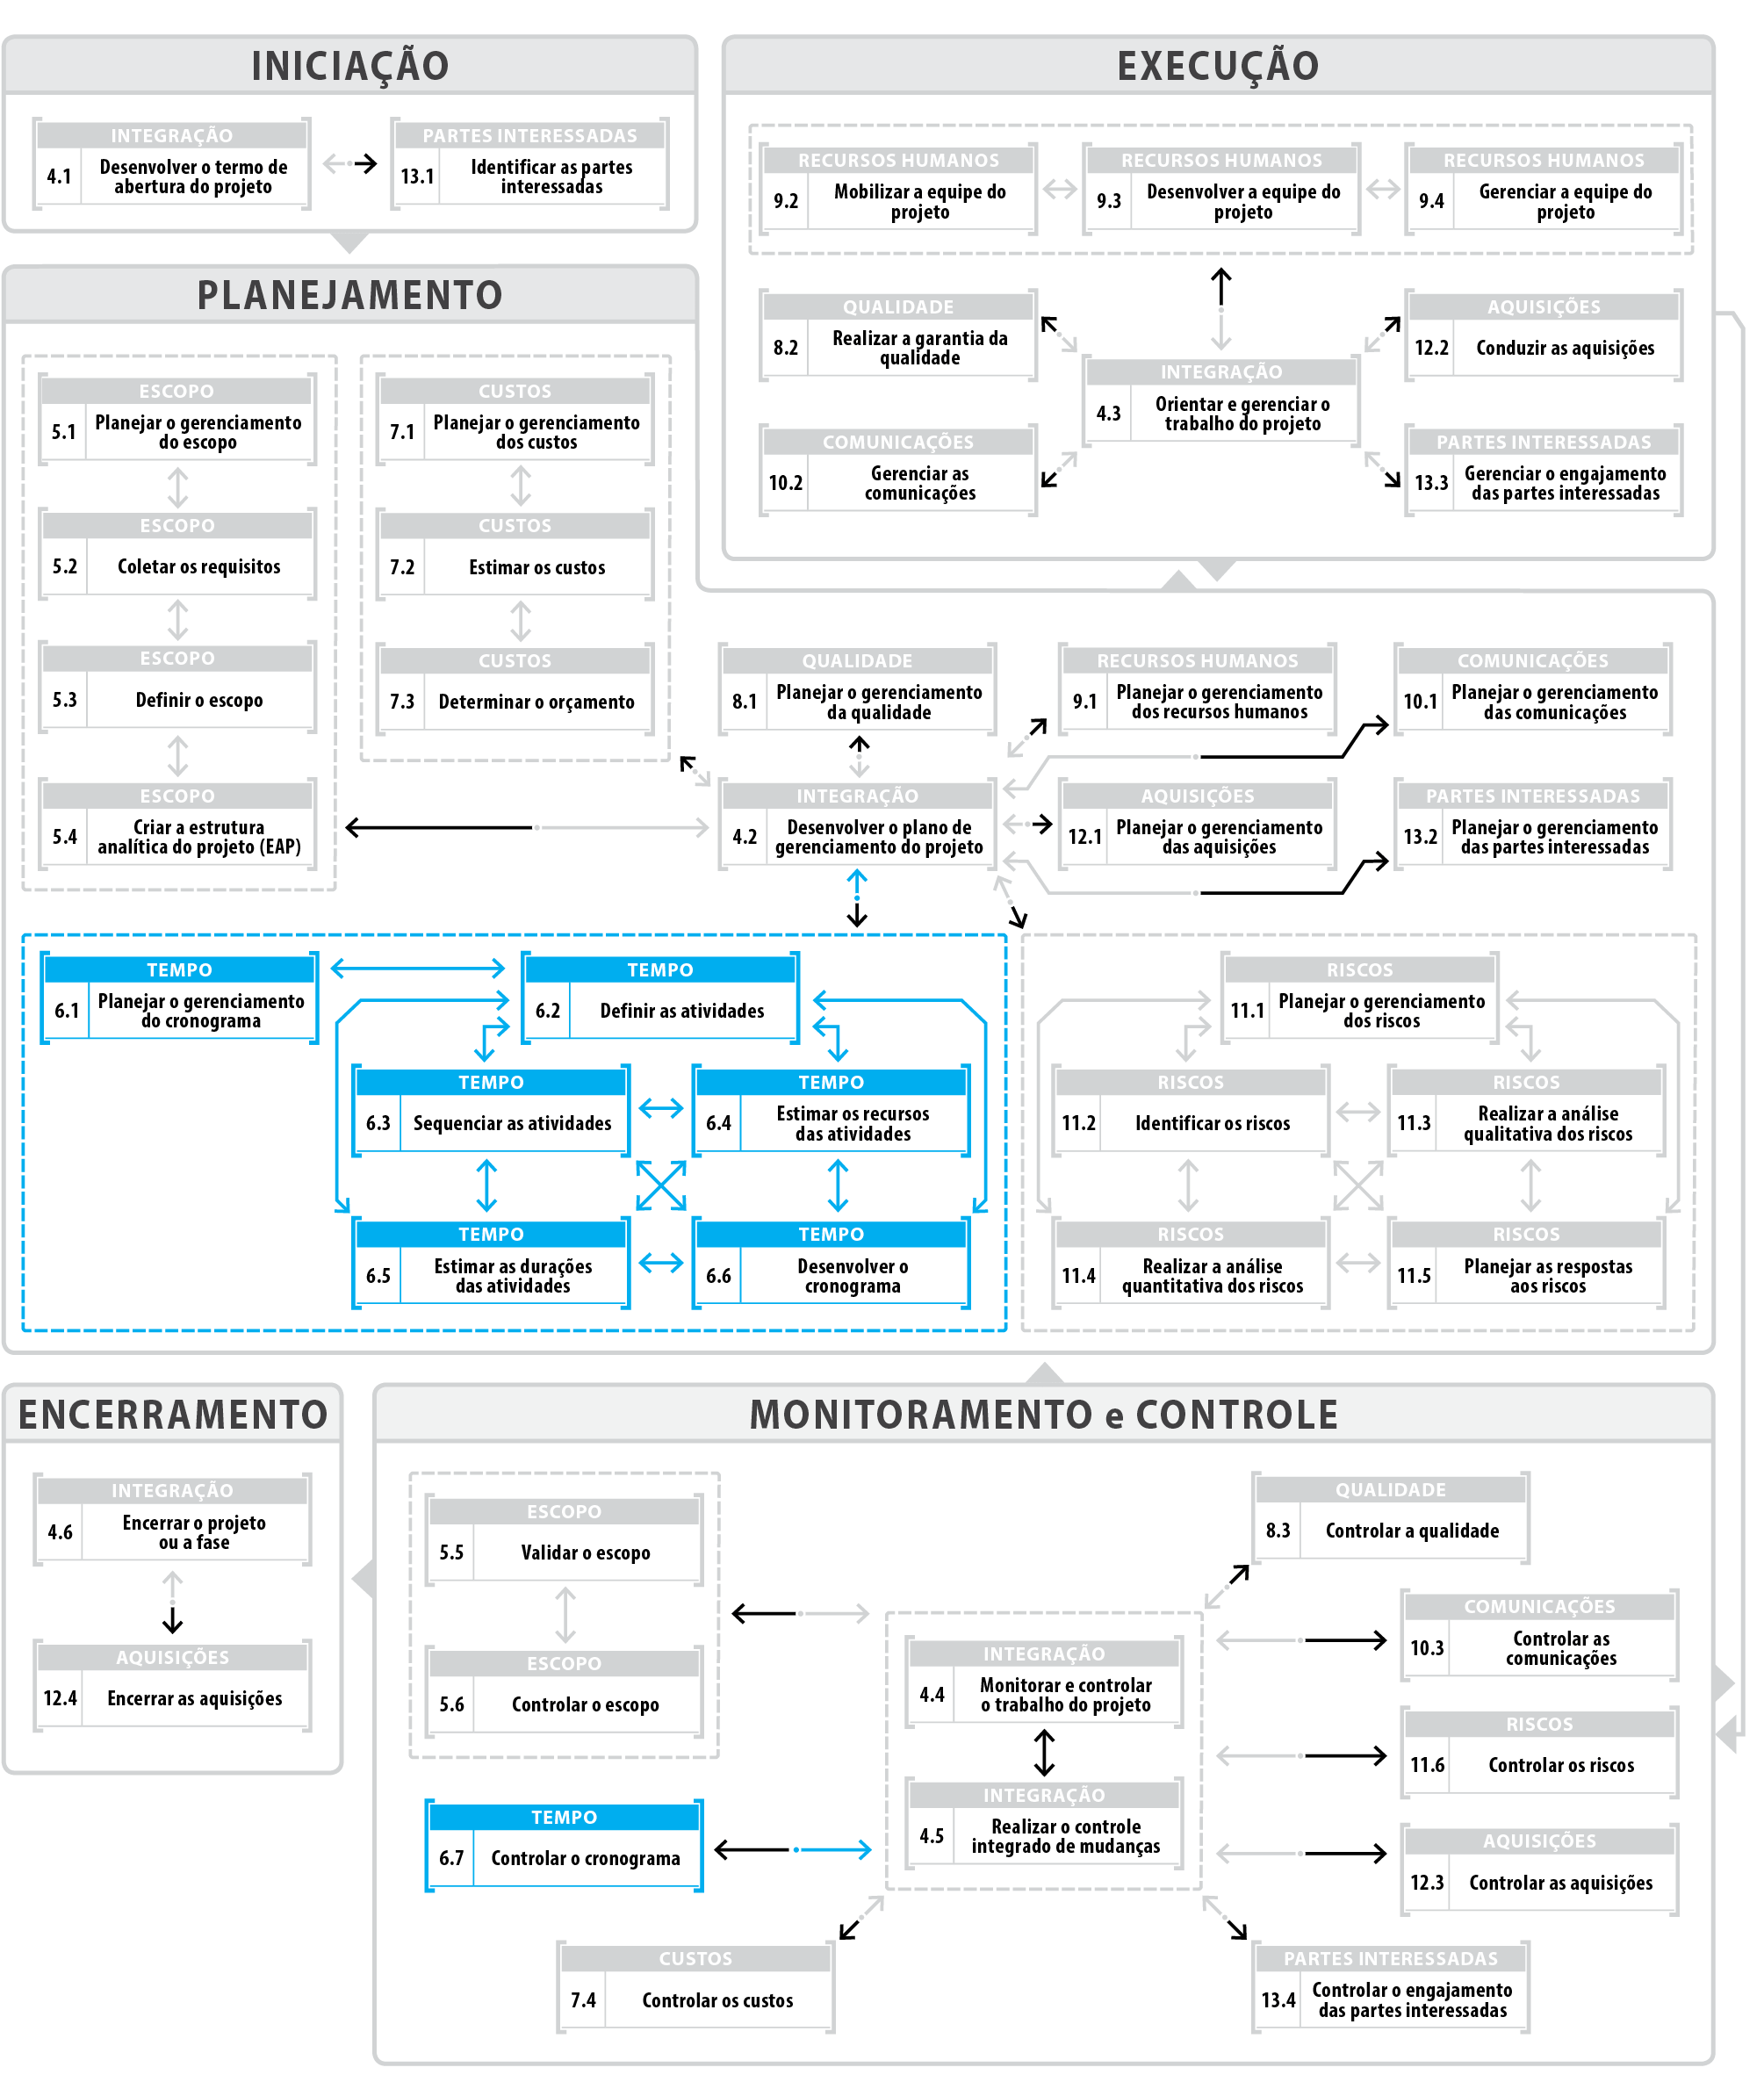 INICIAÇÃO
INTEGRAÇÃO
4.1
Desenvolver o termo de
abertura do projeto
PARTES INTERESSADAS
13.1
Identificar as partes
interessadas
EXECUÇÃO
RECURSOS HUMANOS
9.2
Mobilizar a equipe do
projeto
RECURSOS HUMANOS
9.3
Desenvolver a equipe do
projeto
RECURSOS HUMANOS
9.4
Gerenciar a equipe do
projeto
QUALIDADE
8.2
Realizar a garantia da
qualidade
AQUISIÇÕES
12.2
Conduzir as aquisições
INTEGRAÇÃO
4.3
Orientar e gerenciar o
trabalho do projeto
COMUNICAÇÕES
10.2
Gerenciar as
comunicações
PARTES INTERESSADAS
13.3
Gerenciar o engajamento
das partes interessadas
PLANEJAMENTO
ESCOPO
5.1
Planejar o gerenciamento
do escopo
ESCOPO
5.2
Coletar os requisitos
ESCOPO
5.3
Definir o escopo
ESCOPO
5.4
Criar a estrutura
analítica do projeto (EAP)
CUSTOS
7.1
Planejar o gerenciamento
dos custos
CUSTOS
7.2
Estimar os custos
CUSTOS
7.3
Determinar o orçamento
QUALIDADE
8.1
Planejar o gerenciamento
da qualidade
RECURSOS HUMANOS
9.1
Planejar o gerenciamento
dos recursos humanos
COMUNICAÇÕES
10.1
Planejar o gerenciamento
das comunicações
INTEGRAÇÃO
4.2
Desenvolver o plano de
gerenciamento do projeto
AQUISIÇÕES
12.1
Planejar o gerenciamento
das aquisições
PARTES INTERESSADAS
13.2
Planejar o gerenciamento
das partes interessadas
TEMPO
6.1
Planejar o gerenciamento
do cronograma
TEMPO
6.2
Definir as atividades
TEMPO
6.3
Sequenciar as atividades
TEMPO
6.4
Estimar os recursos
das atividades
TEMPO
6.5
Estimar as durações
das atividades
TEMPO
6.6
Desenvolver o
cronograma
RISCOS
11.1
Planejar o gerenciamento
dos riscos
RISCOS
11.2
Identificar os riscos
RISCOS
11.3
Realizar a análise
qualitativa dos riscos
RISCOS
11.4
Realizar a análise
quantitativa dos riscos
RISCOS
11.5
Planejar as respostas
aos riscos
ENCERRAMENTO
INTEGRAÇÃO
4.6
Encerrar o projeto
ou a fase
AQUISIÇÕES
12.4
Encerrar as aquisições
MONITORAMENTO e CONTROLE
ESCOPO
5.5
Validar o escopo
ESCOPO
5.6
Controlar o escopo
TEMPO
6.7
Controlar o cronograma
CUSTOS
7.4
Controlar os custos
INTEGRAÇÃO
4.4
Monitorar e controlar
o trabalho do projeto
INTEGRAÇÃO
4.5
Realizar o controle
integrado de mudanças
QUALIDADE
8.3
Controlar a qualidade
COMUNICAÇÕES
10.3
Controlar as
comunicações
RISCOS
11.6
Controlar os riscos
AQUISIÇÕES
12.3
Controlar as aquisições
PARTES INTERESSADAS
13.4
Controlar o engajamento
das partes interessadas